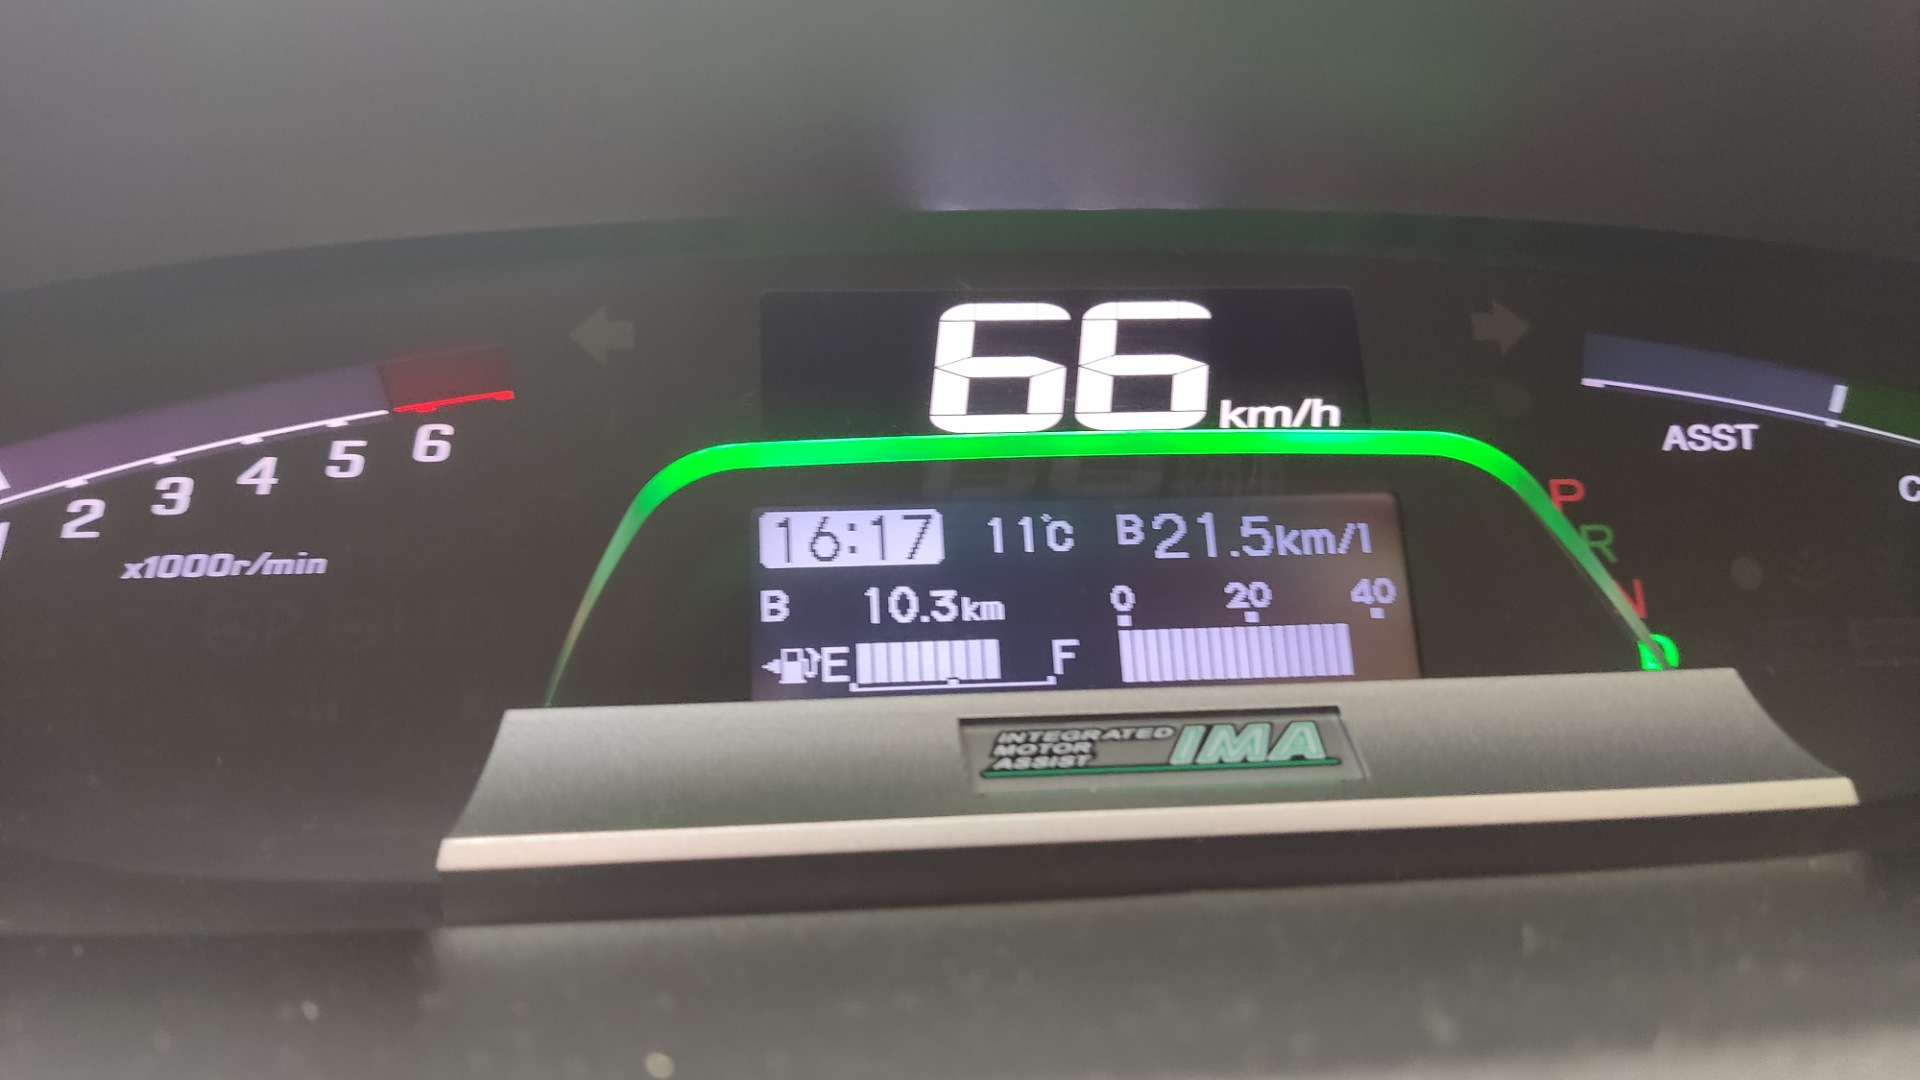 66 km/h
2 3 4 5 6
x1000r/min
ASST
P
R
N
D
16:17 11°C B 21.5km/l
B 10.3km
0 20 40
E F
INTEGRATED
MOTOR
ASSIST
IMA